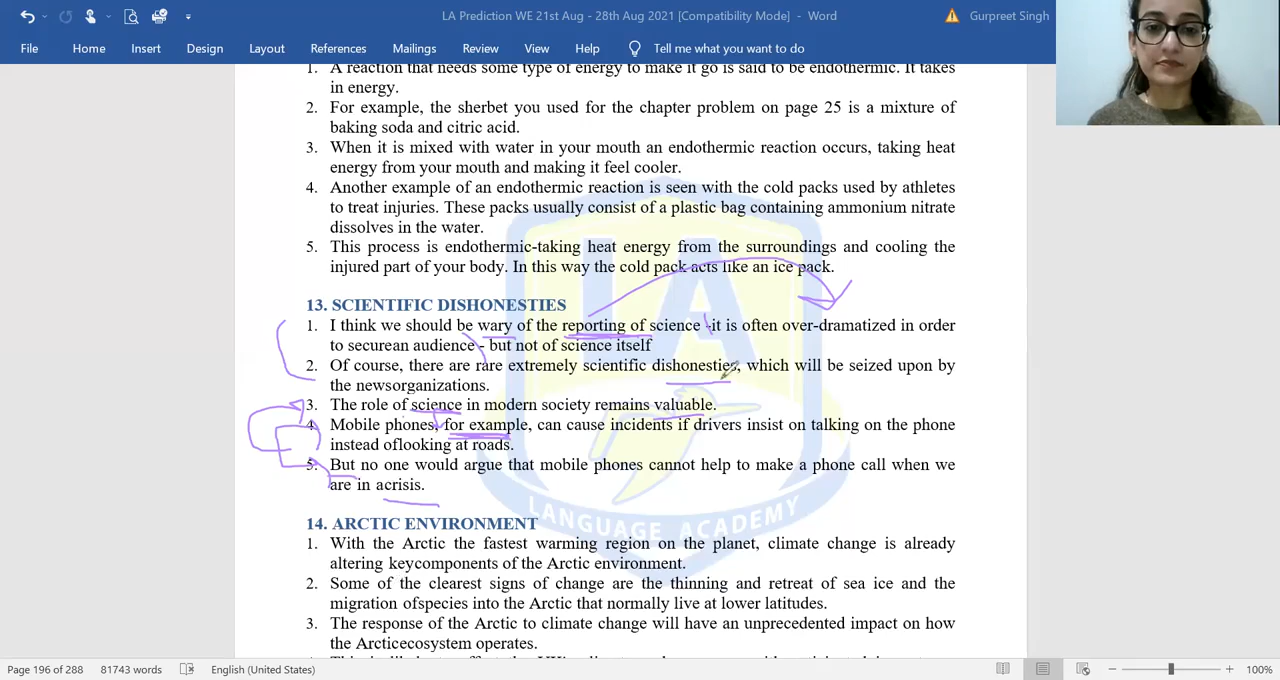 LA Prediction WE 21st Aug - 28th Aug 2021 [Compatibility Mode] - Word
Gurpreet Singh
File Home Insert Design Layout References Mailings Review View Help Tell me what you want to do
1. A reaction that needs some type of energy to make it go is said to be endothermic. It takes
in energy.
2. For example, the sherbet you used for the chapter problem on page 25 is a mixture of
baking soda and citric acid.
3. When it is mixed with water in your mouth an endothermic reaction occurs, taking heat
energy from your mouth and making it feel cooler.
4. Another example of an endothermic reaction is seen with the cold packs used by athletes
to treat injuries. These packs usually consist of a plastic bag containing ammonium nitrate
dissolves in the water.
5. This process is endothermic-taking heat energy from the surroundings and cooling the
injured part of your body. In this way the cold pack acts like an ice pack.
13. SCIENTIFIC DISHONESTIES
1. I think we should be wary of the reporting of science -it is often over-dramatized in order
to securean audience - but not of science itself
2. Of course, there are rare extremely scientific dishonesties, which will be seized upon by
the newsorganizations.
3. The role of science in modern society remains valuable.
4. Mobile phones, for example, can cause incidents if drivers insist on talking on the phone
instead oflooking at roads.
5. But no one would argue that mobile phones cannot help to make a phone call when we
are in acrisis.
14. ARCTIC ENVIRONMENT
1. With the Arctic the fastest warming region on the planet, climate change is already
altering keycomponents of the Arctic environment.
2. Some of the clearest signs of change are the thinning and retreat of sea ice and the
migration ofspecies into the Arctic that normally live at lower latitudes.
3. The response of the Arctic to climate change will have an unprecedented impact on how
the Arcticecosystem operates.
LA
LANGUAGE ACADEMY
Page 196 of 288 81743 words English (United States) 100%